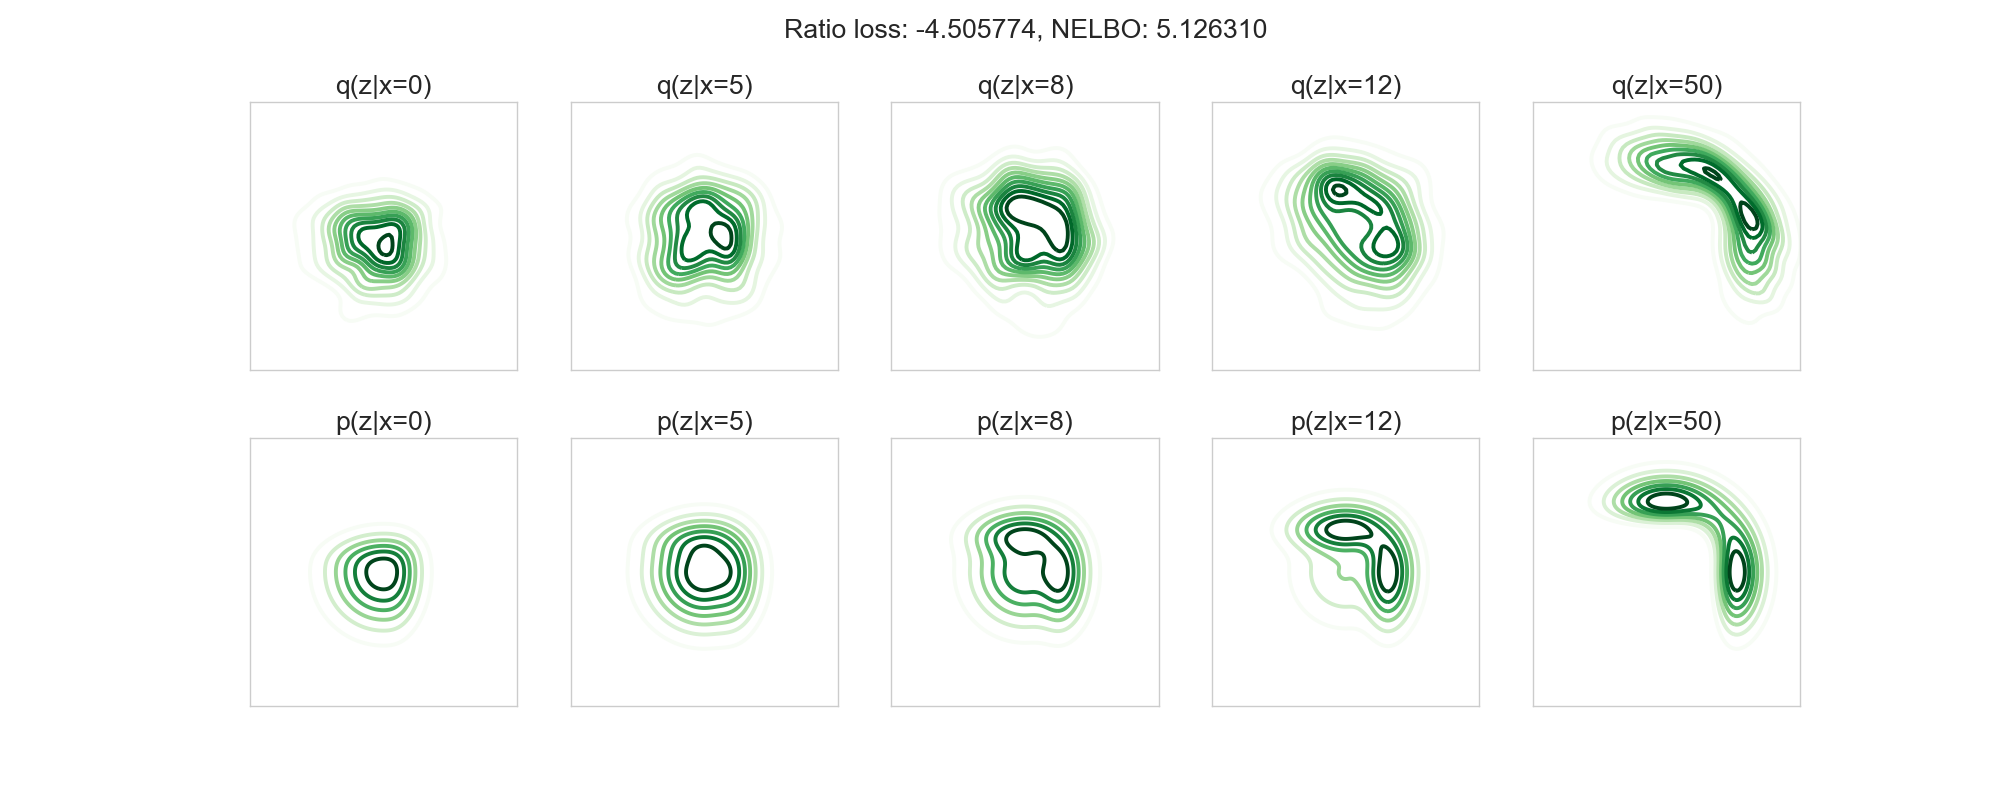 Ratio loss: -4.505774, NELBO: 5.126310
q(z|x=0) q(z|x=5) q(z|x=8) q(z|x=12) q(z|x=50)
p(z|x=0) p(z|x=5) p(z|x=8) p(z|x=12) p(z|x=50)